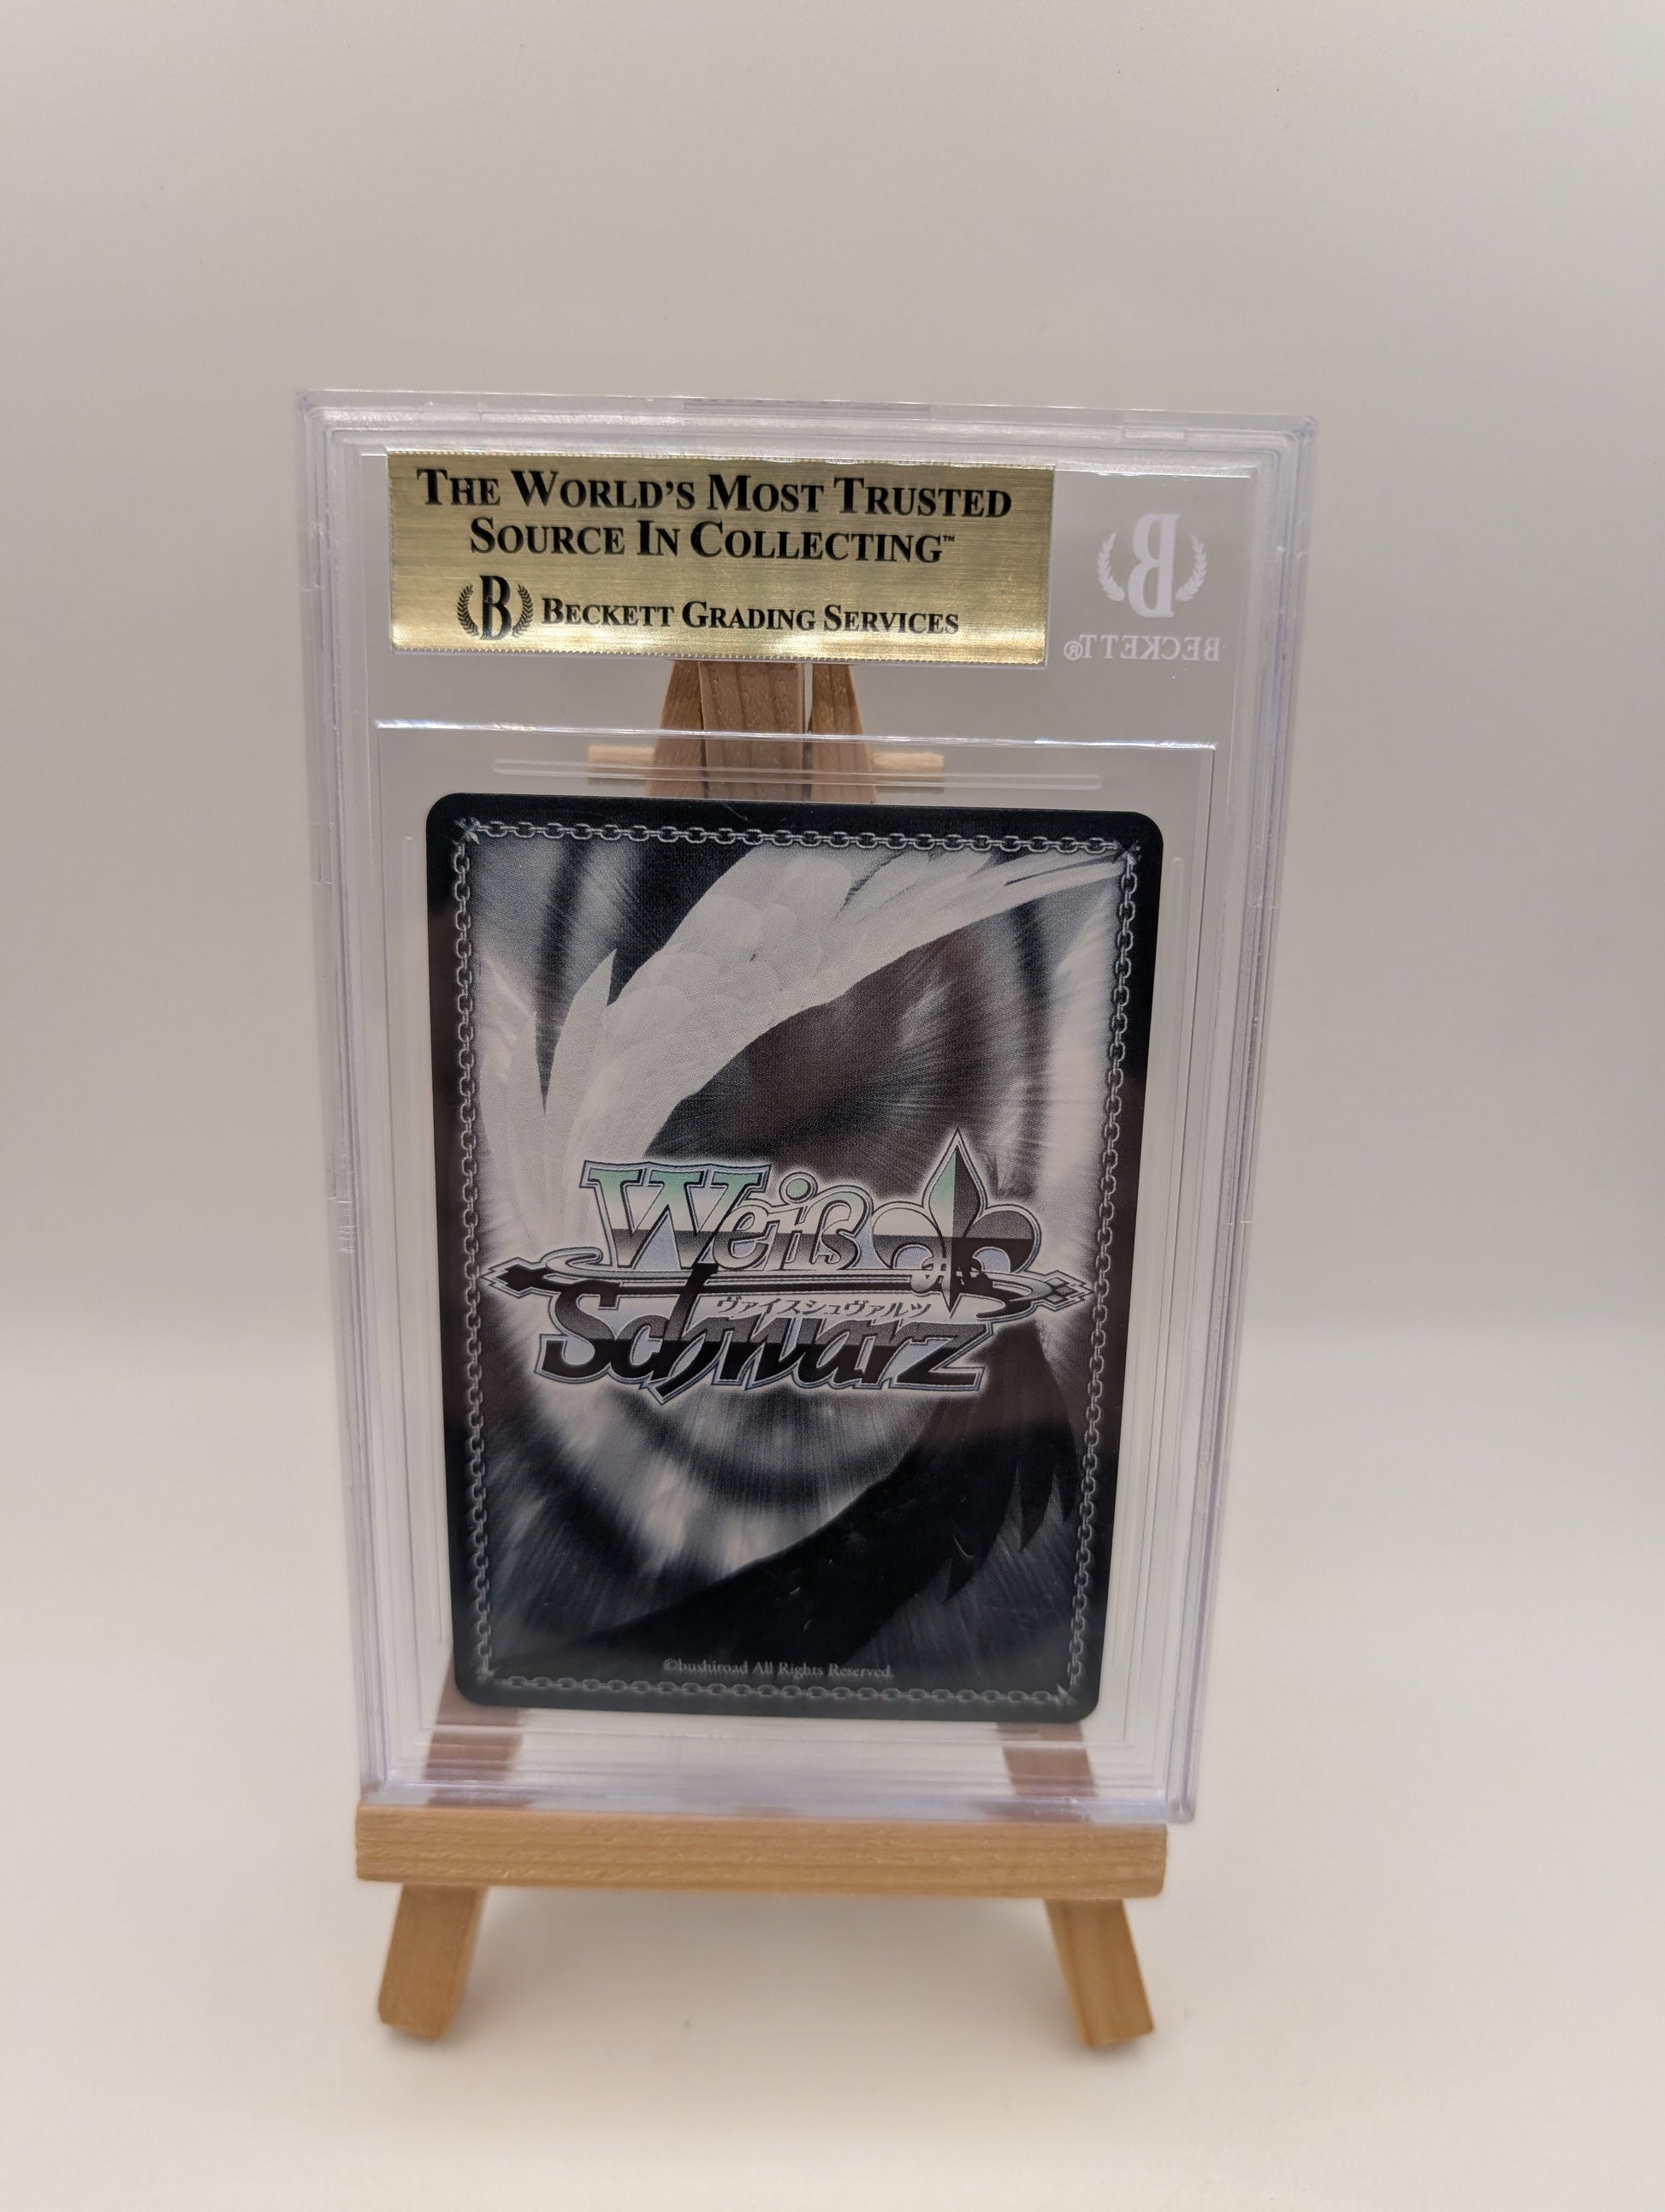 THE WORLD'S MOST TRUSTED
SOURCE IN COLLECTING™
B BECKETT GRADING SERVICES
B
BECKETT®
Weiß
ヴァイスシュヴァルツ
Schwarz
©bushiroad All Rights Reserved.